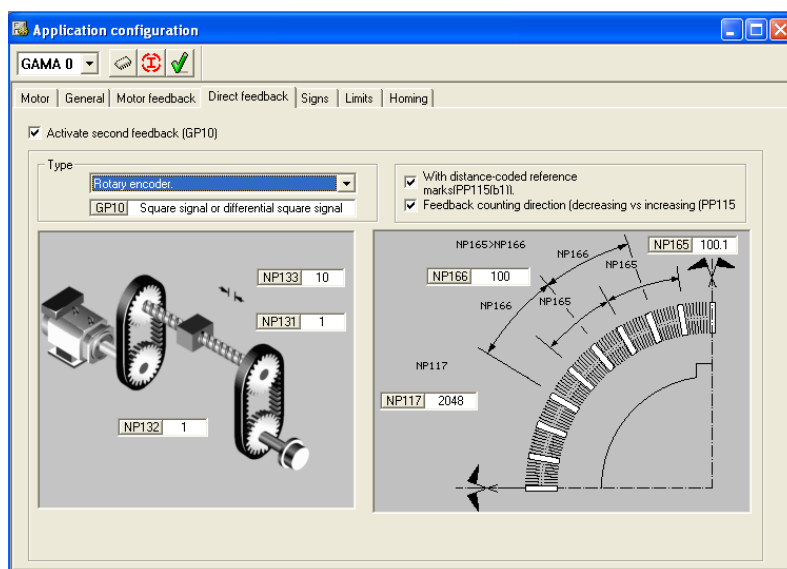 Application configuration
GAMA 0
Motor General Motor feedback Direct feedback Signs Limits Homing
Activate second feedback (GP10)
Type
Rotary encoder.
GP10 Square signal or differential square signal
With distance-coded reference
marks(PP115(b1)).
Feedback counting direction (decreasing vs increasing (PP115
NP133 10
NP131 1
NP132 1
NP165>NP166
NP165 100.1
NP166 100
NP165
NP166
NP165
NP166
NP117
NP117 2048